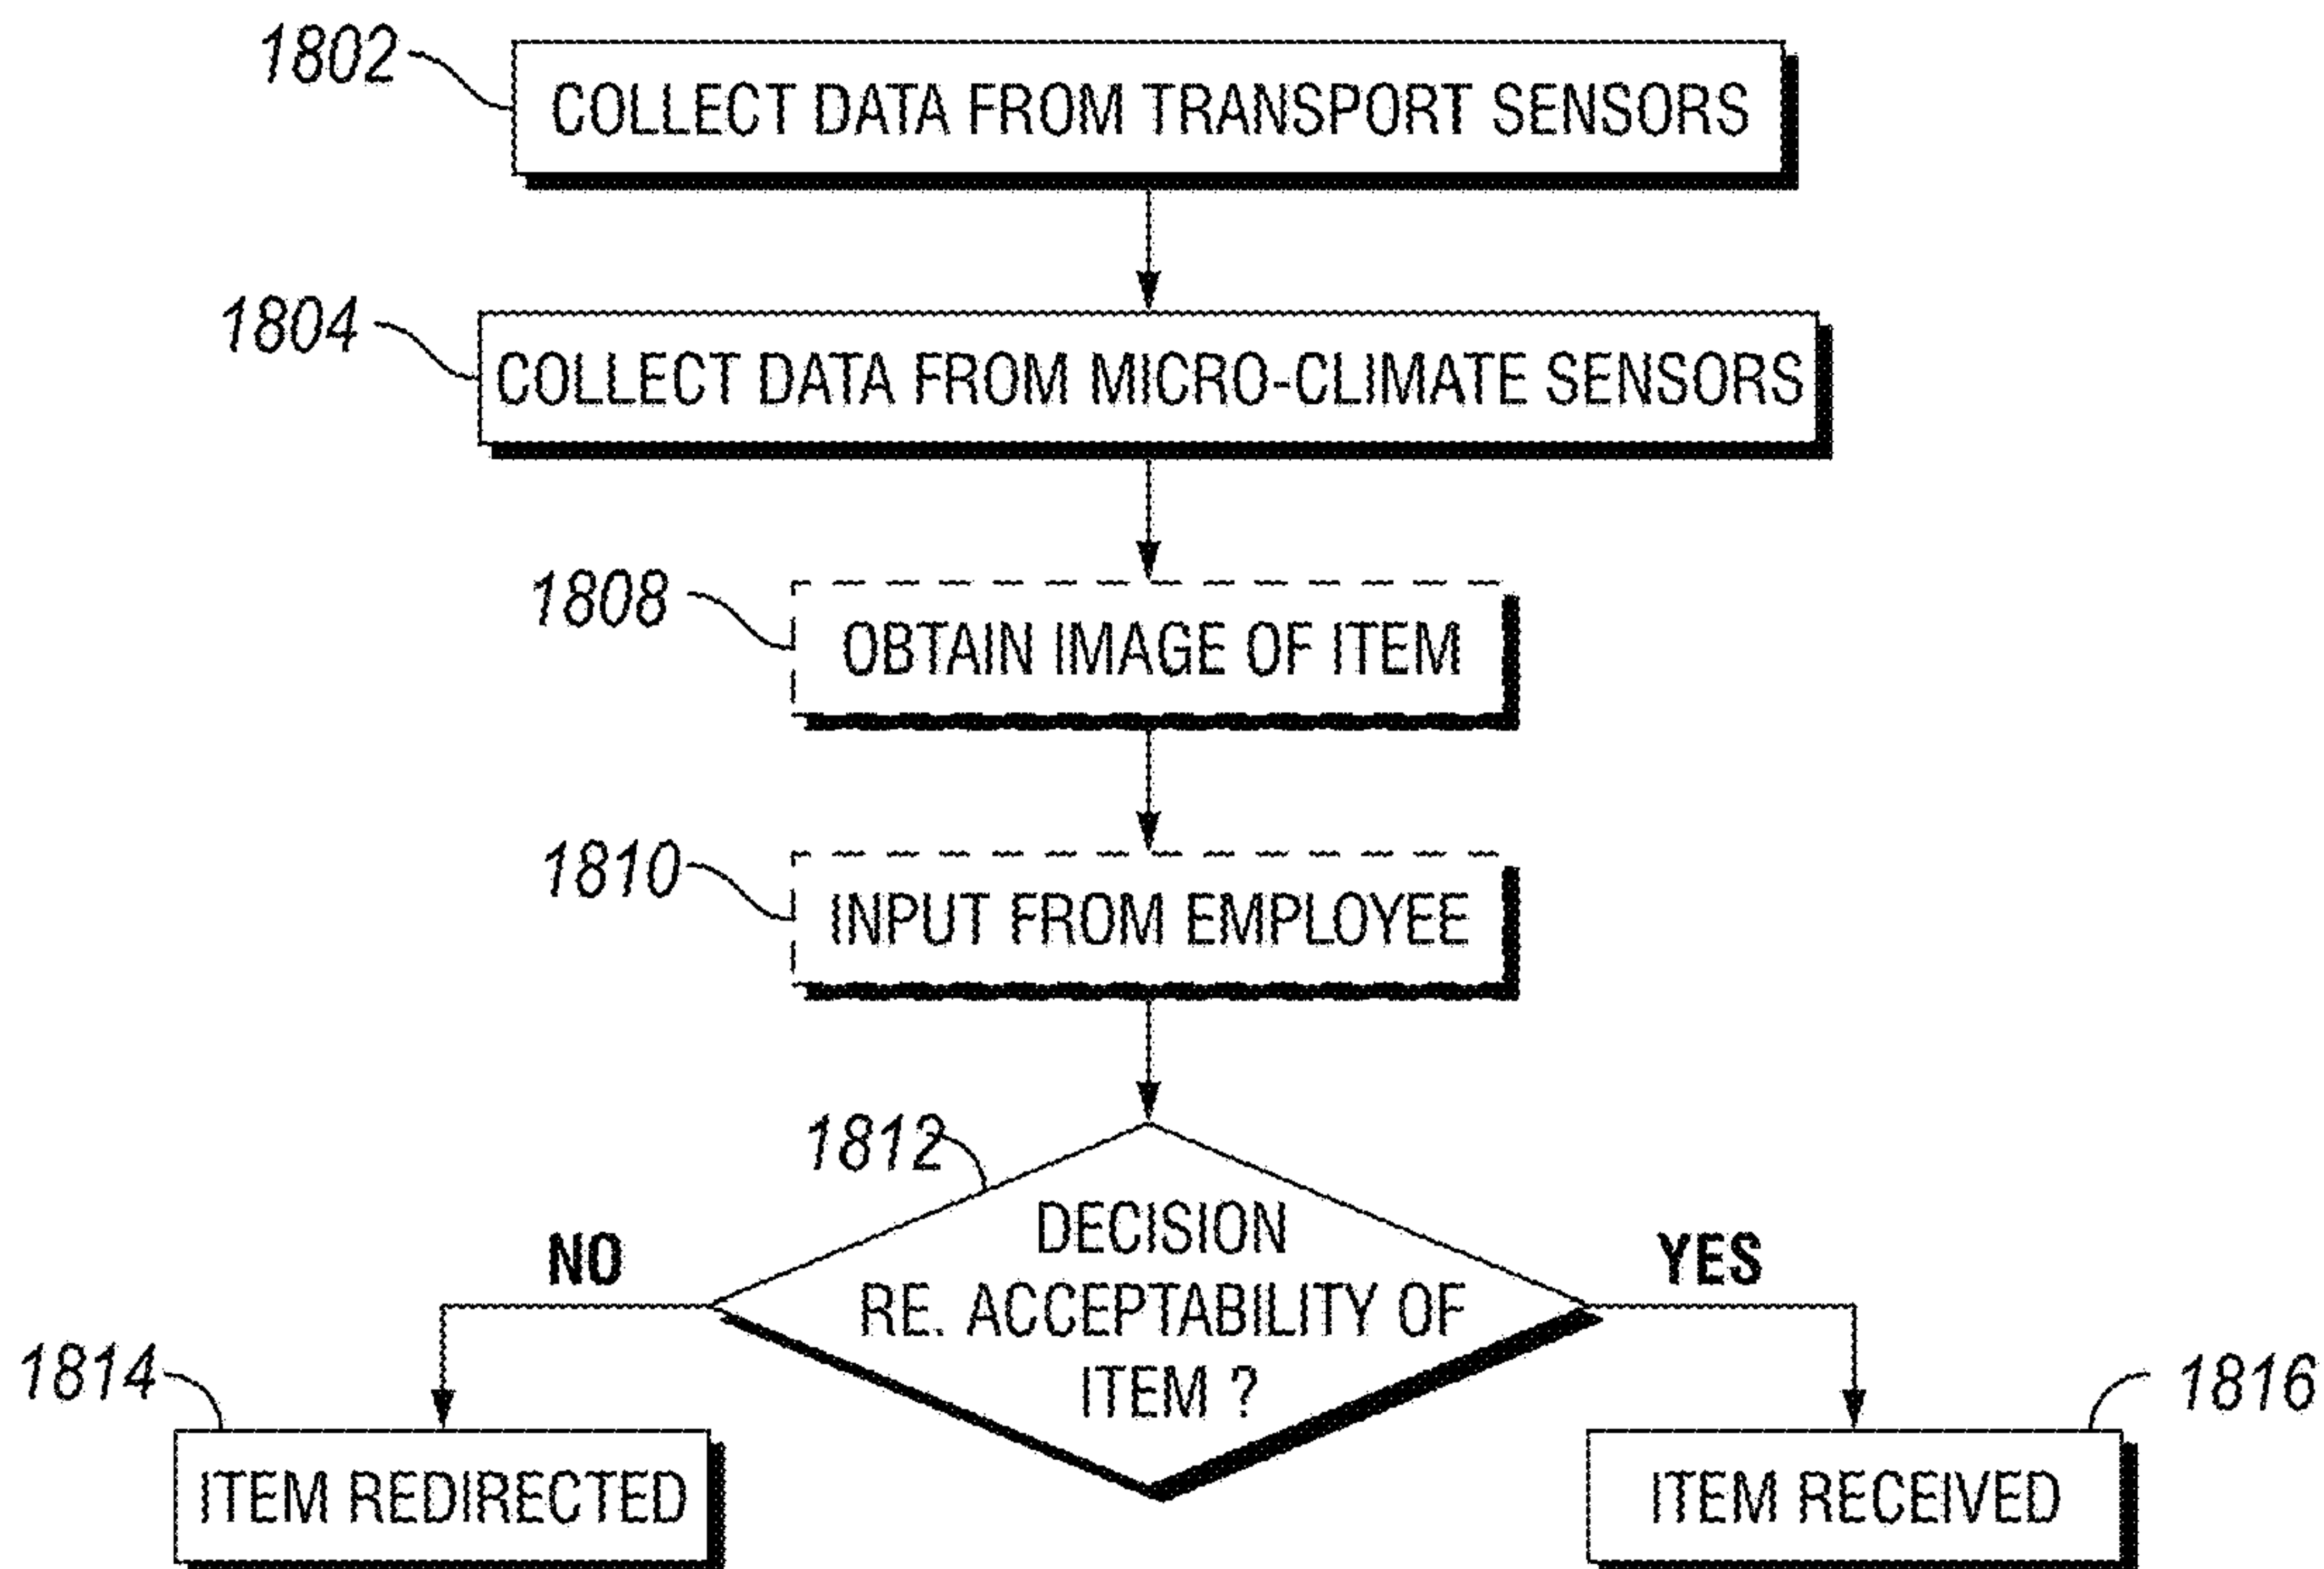 1802
COLLECT DATA FROM TRANSPORT SENSORS
1804
COLLECT DATA FROM MICRO-CLIMATE SENSORS
1808
OBTAIN IMAGE OF ITEM
1810
INPUT FROM EMPLOYEE
1812
DECISION
RE. ACCEPTABILITY OF
ITEM ?
NO
YES
1814
ITEM REDIRECTED
1816
ITEM RECEIVED